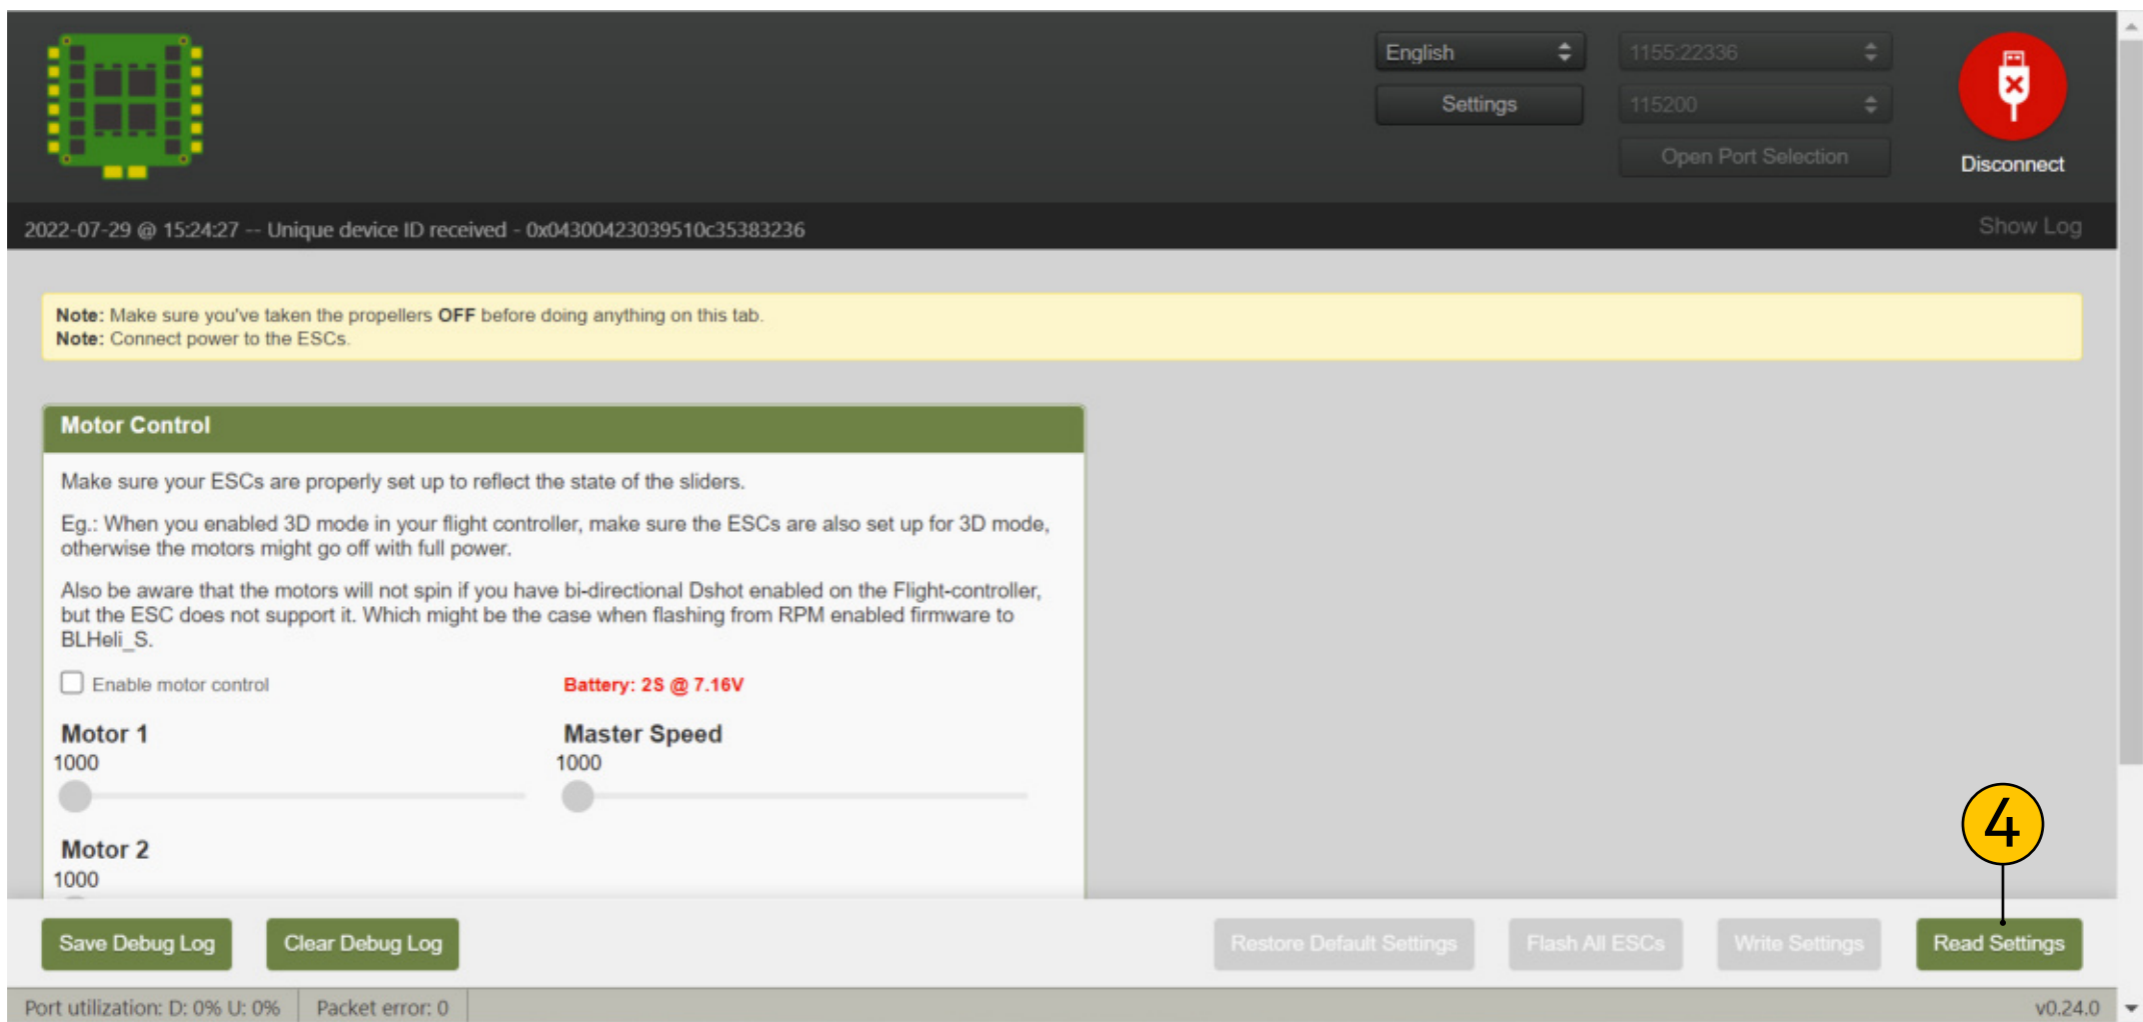 English
1155:22336
Settings
115200
Open Port Selection
Disconnect
2022-07-29 @ 15:24:27 -- Unique device ID received - 0x04300423039510c35383236
Show Log
Note: Make sure you've taken the propellers OFF before doing anything on this tab.
Note: Connect power to the ESCs.
Motor Control
Make sure your ESCs are properly set up to reflect the state of the sliders.
Eg.: When you enabled 3D mode in your flight controller, make sure the ESCs are also set up for 3D mode,
otherwise the motors might go off with full power.
Also be aware that the motors will not spin if you have bi-directional Dshot enabled on the Flight-controller,
but the ESC does not support it. Which might be the case when flashing from RPM enabled firmware to
BLHeli_S.
Enable motor control
Battery: 2S @ 7.16V
Motor 1
1000
Master Speed
1000
Motor 2
1000
4
Save Debug Log
Clear Debug Log
Restore Default Settings
Flash All ESCs
Write Settings
Read Settings
Port utilization: D: 0% U: 0%
Packet error: 0
v0.24.0